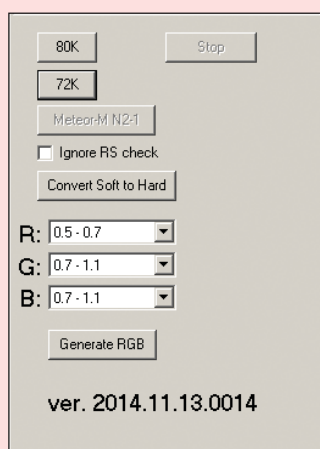 80K Stop
72K
Meteor-M N2-1
Ignore RS check
Convert Soft to Hard
R: 0.5 - 0.7
G: 0.7 - 1.1
B: 0.7 - 1.1
Generate RGB
ver. 2014.11.13.0014